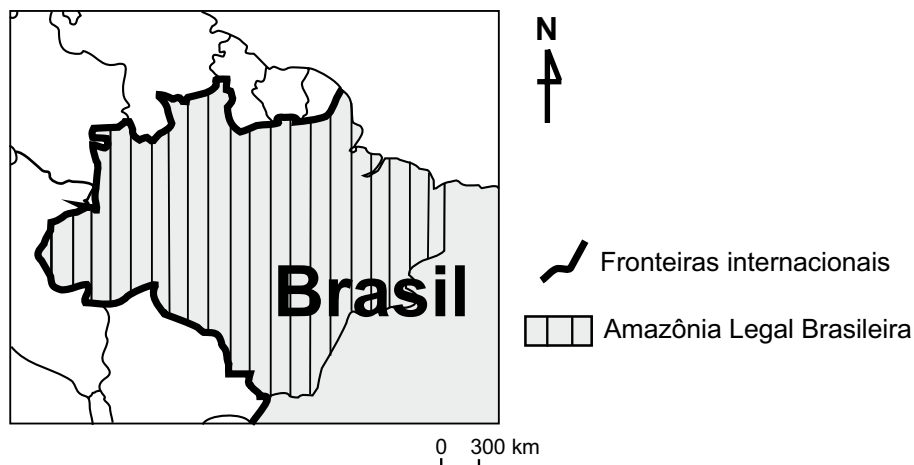 N
Brasil
Fronteiras internacionais
Amazônia Legal Brasileira
0 300 km